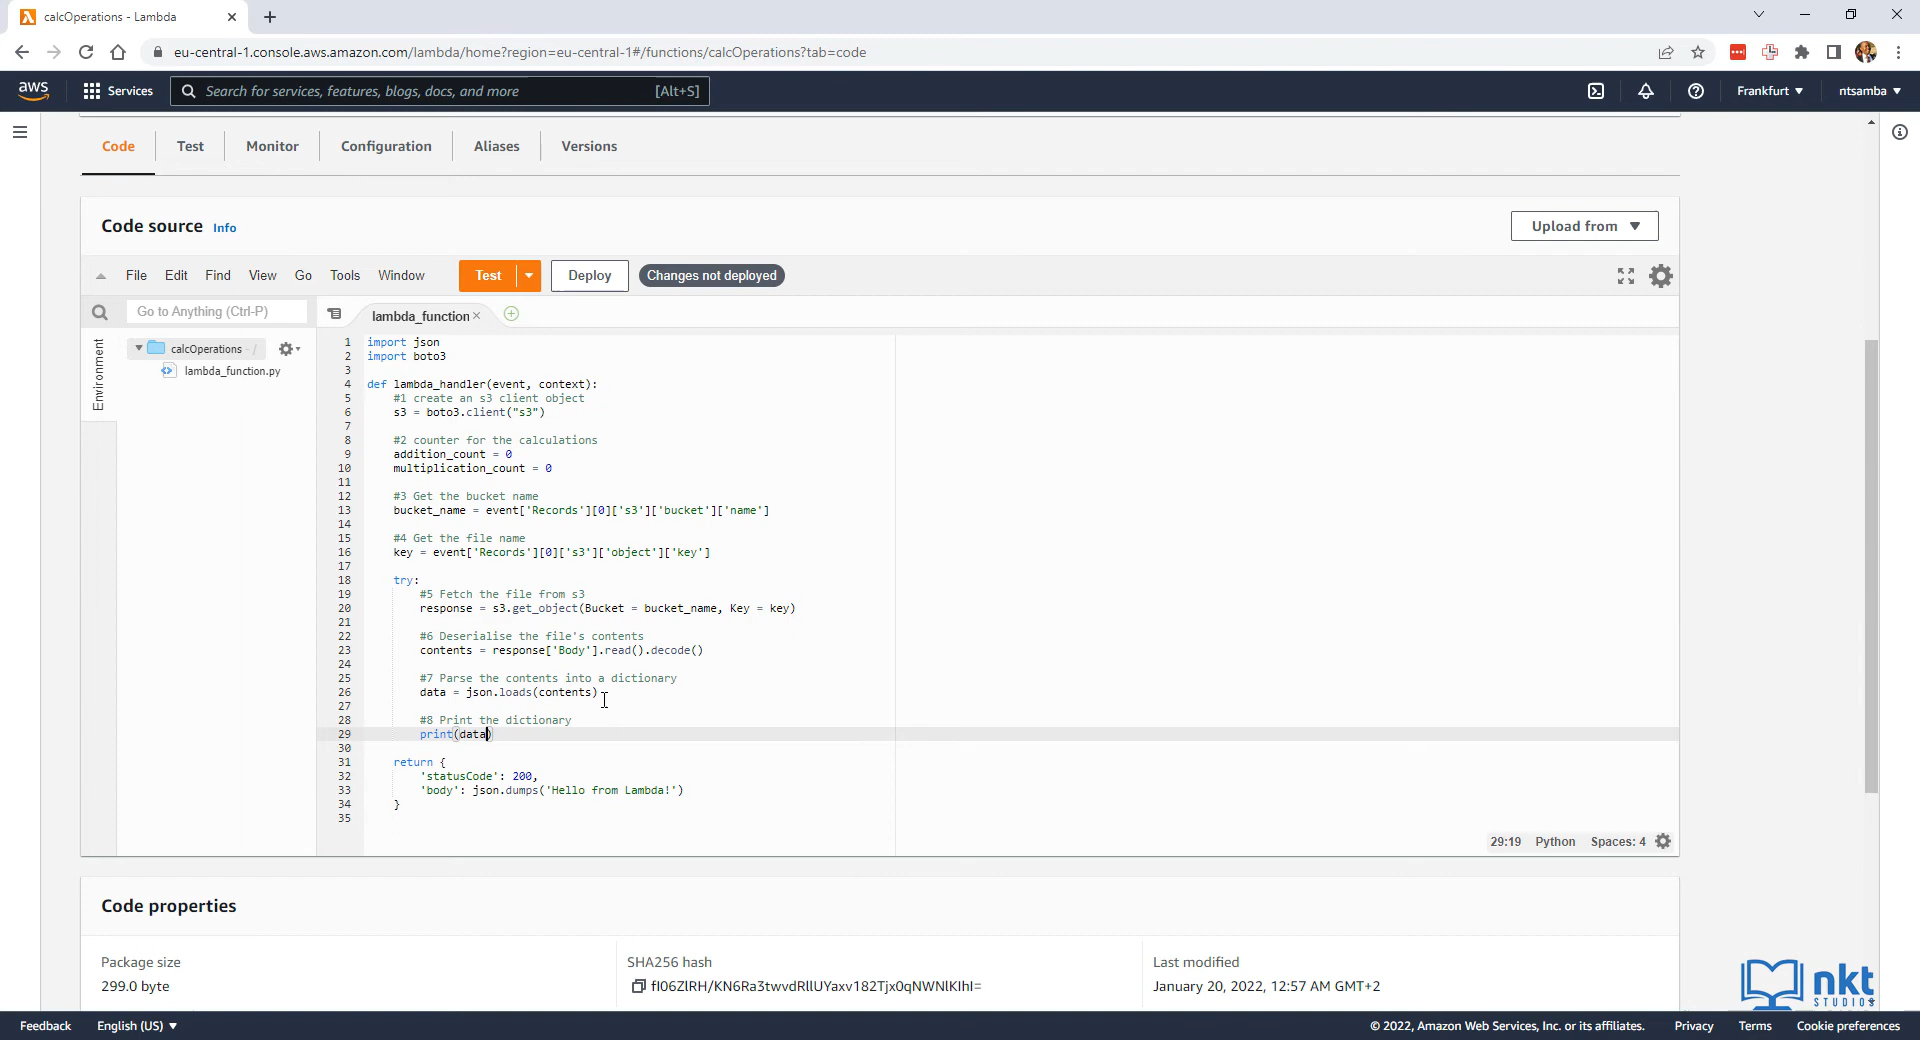 calcOperations - Lambda
eu-central-1.console.aws.amazon.com/lambda/home?region=eu-central-1#/functions/calcOperations?tab=code
aws
Services
Search for services, features, blogs, docs, and more
[Alt+S]
Frankfurt
ntsamba
Code
Test
Monitor
Configuration
Aliases
Versions
Code source
Info
Upload from
File
Edit
Find
View
Go
Tools
Window
Test
Deploy
Changes not deployed
Go to Anything (Ctrl-P)
lambda_function
Environment
calcOperations - /
lambda_function.py
1 import json
2 import boto3
3
4 def lambda_handler(event, context):
5 #1 create an s3 client object
6 s3 = boto3.client("s3")
7
8 #2 counter for the calculations
9 addition_count = 0
10 multiplication_count = 0
11
12 #3 Get the bucket name
13 bucket_name = event['Records'][0]['s3']['bucket']['name']
14
15 #4 Get the file name
16 key = event['Records'][0]['s3']['object']['key']
17
18 try:
19 #5 Fetch the file from s3
20 response = s3.get_object(Bucket = bucket_name, Key = key)
21
22 #6 Deserialise the file's contents
23 contents = response['Body'].read().decode()
24
25 #7 Parse the contents into a dictionary
26 data = json.loads(contents)
27
28 #8 Print the dictionary
29 print(data)
30
31 return {
32 'statusCode': 200,
33 'body': json.dumps('Hello from Lambda!')
34 }
35
29:19
Python
Spaces: 4
Code properties
Package size
299.0 byte
SHA256 hash
Last modified
January 20, 2022, 12:57 AM GMT+2
nkt
STUDIOS
Feedback
English (US)
© 2022, Amazon Web Services, Inc. or its affiliates.
Privacy
Terms
Cookie preferences